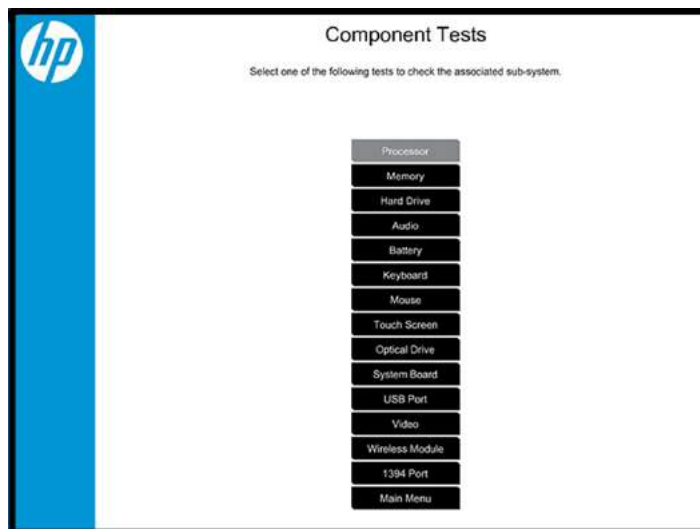 hp
Component Tests
Select one of the following tests to check the associated sub-system.
Processor
Memory
Hard Drive
Audio
Battery
Keyboard
Mouse
Touch Screen
Optical Drive
System Board
USB Port
Video
Wireless Module
1394 Port
Main Menu